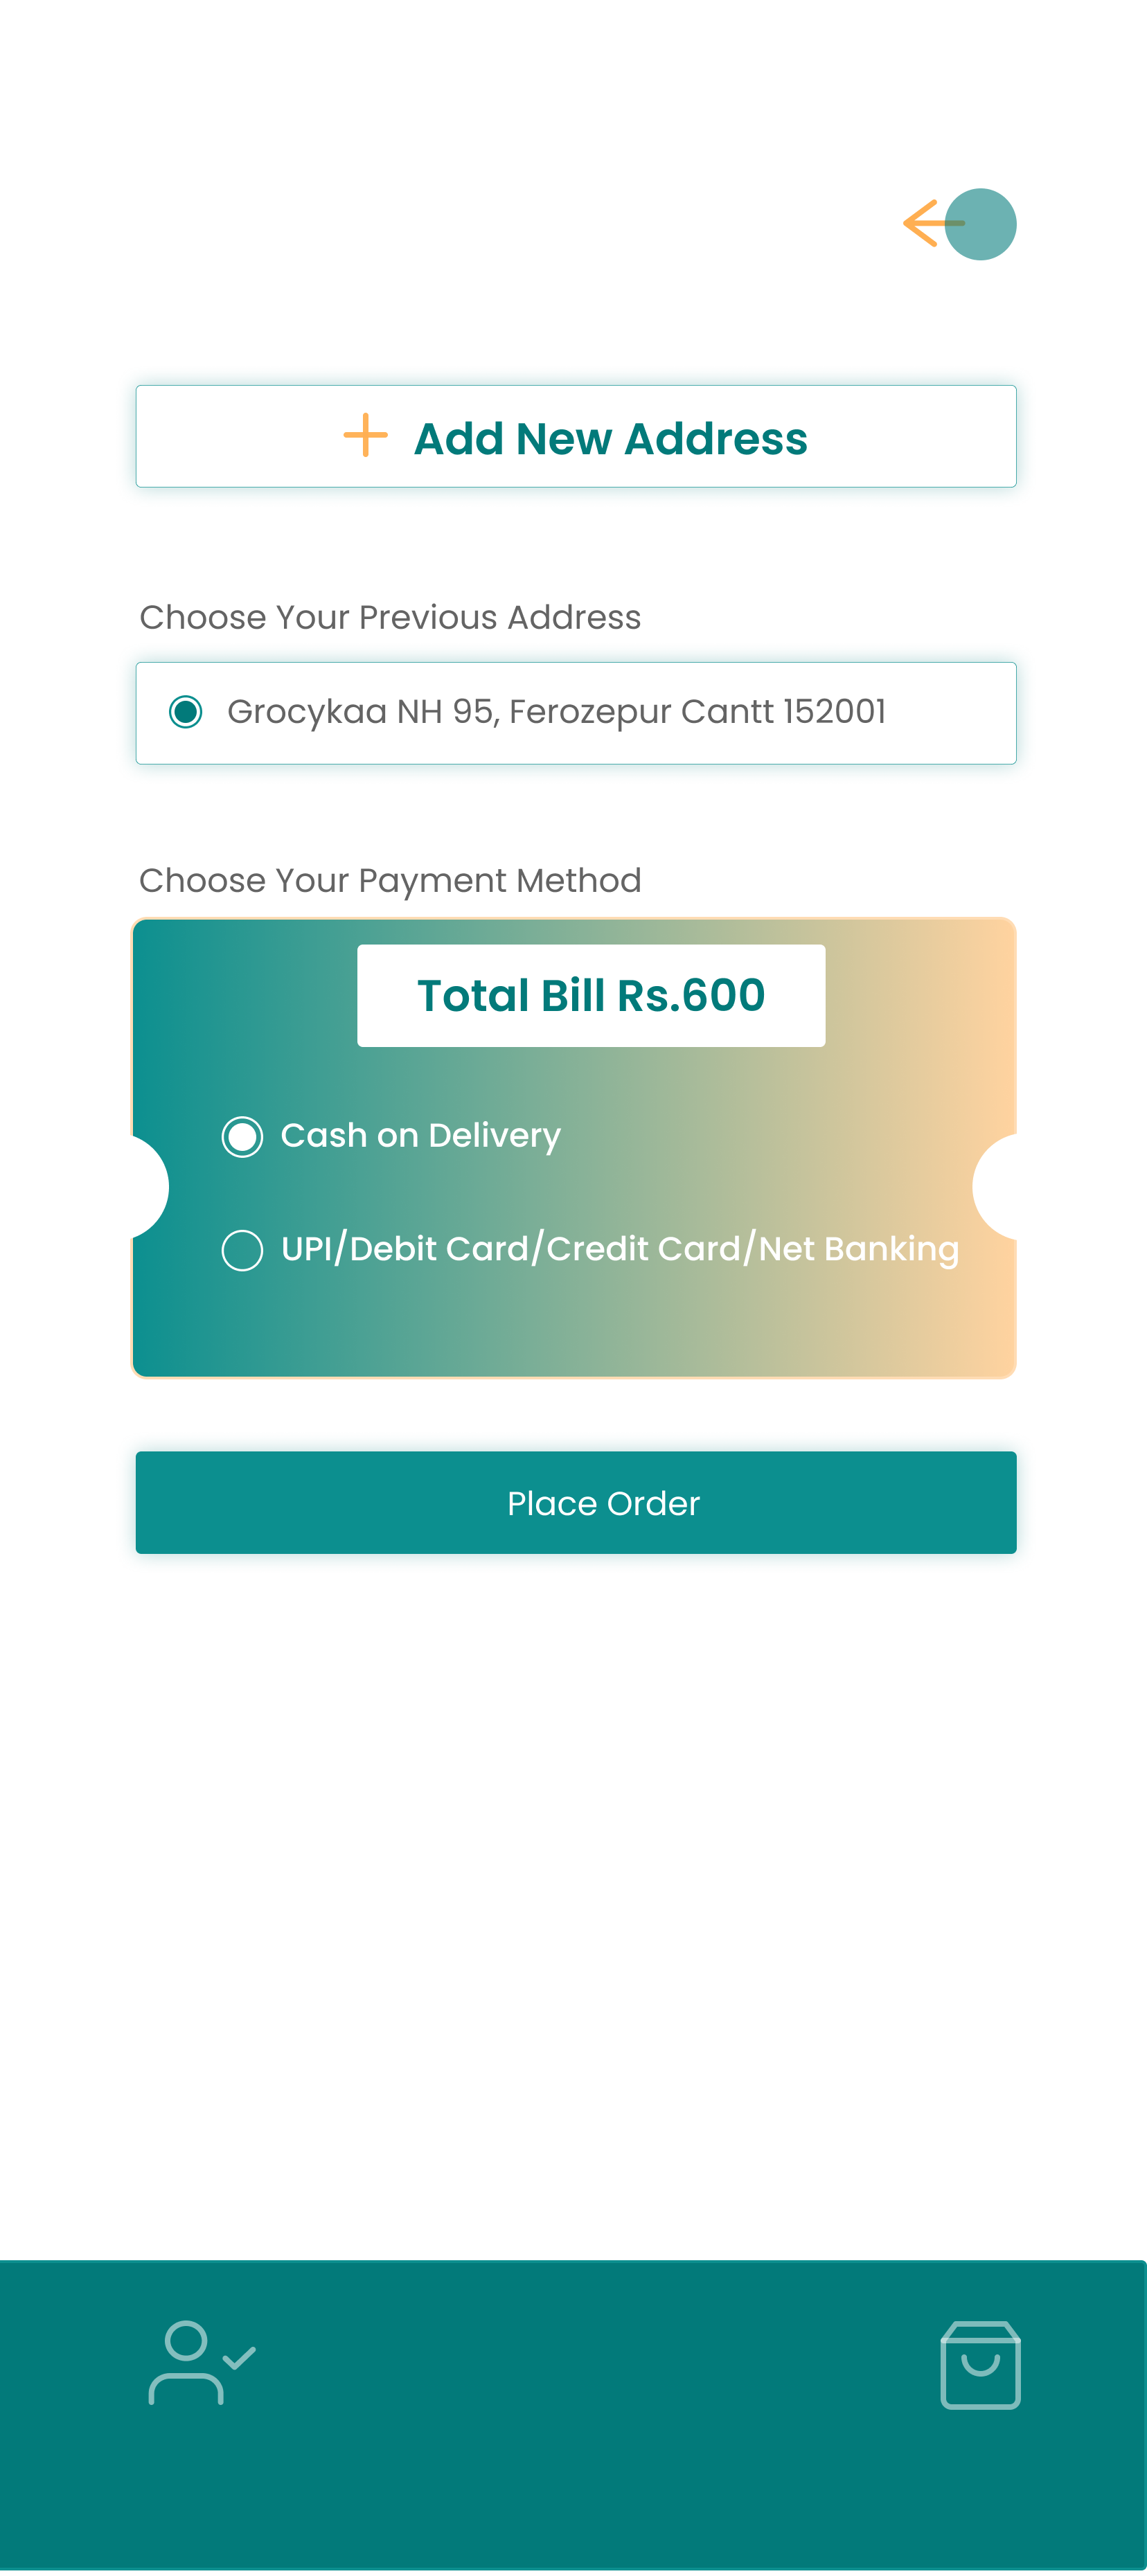 Add New Address
Choose Your Previous Address
Grocykaa NH 95, Ferozepur Cantt 152001
Choose Your Payment Method
Total Bill Rs.600
Cash on Delivery
UPI/Debit Card/Credit Card/Net Banking
Place Order